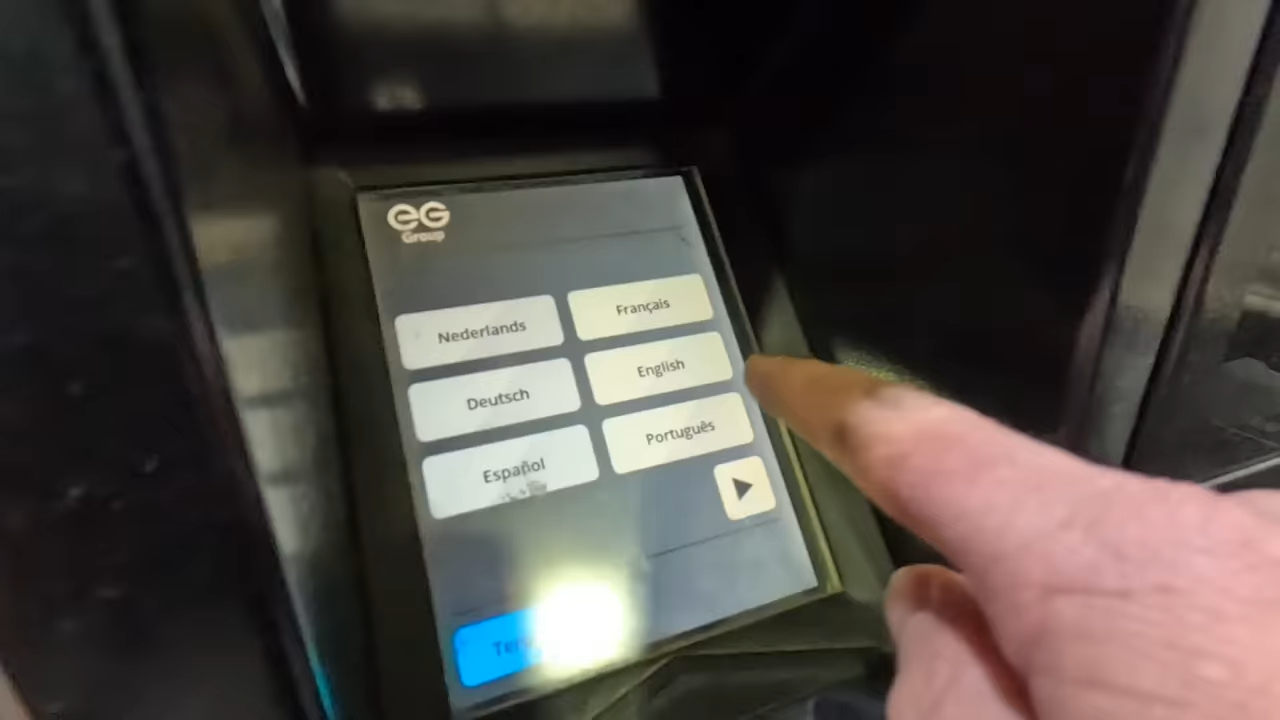 eG
Group
Nederlands
Français
Deutsch
English
Español
Português